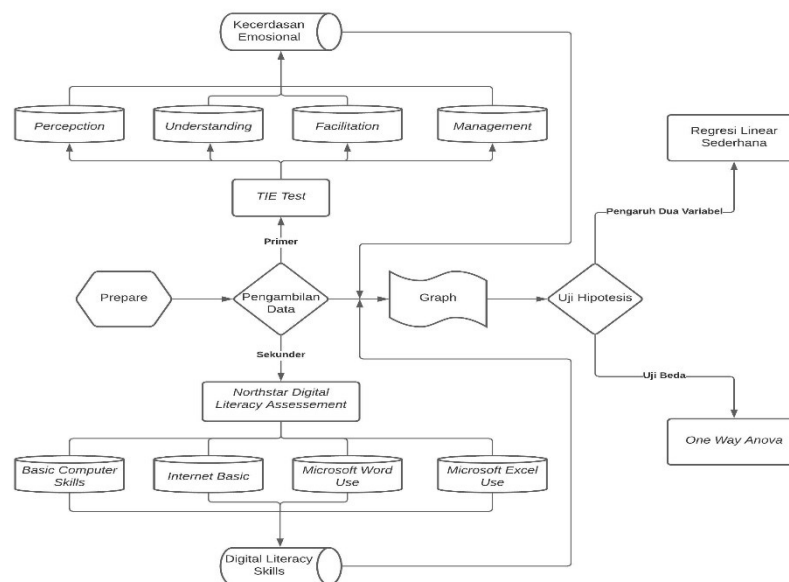 Kecerdasan
Emosional
Percepction
Understanding
Facilitation
Management
Regresi Linear
Sederhana
TIE Test
Pengaruh Dua Variabel
Primer
Prepare
Pengambilan
Data
Graph
Uji Hipotesis
Sekunder
Uji Beda
Northstar Digital
Literacy Assessement
One Way Anova
Basic Computer
Skills
Internet Basic
Microsoft Word
Use
Microsoft Excel
Use
Digital Literacy
Skills